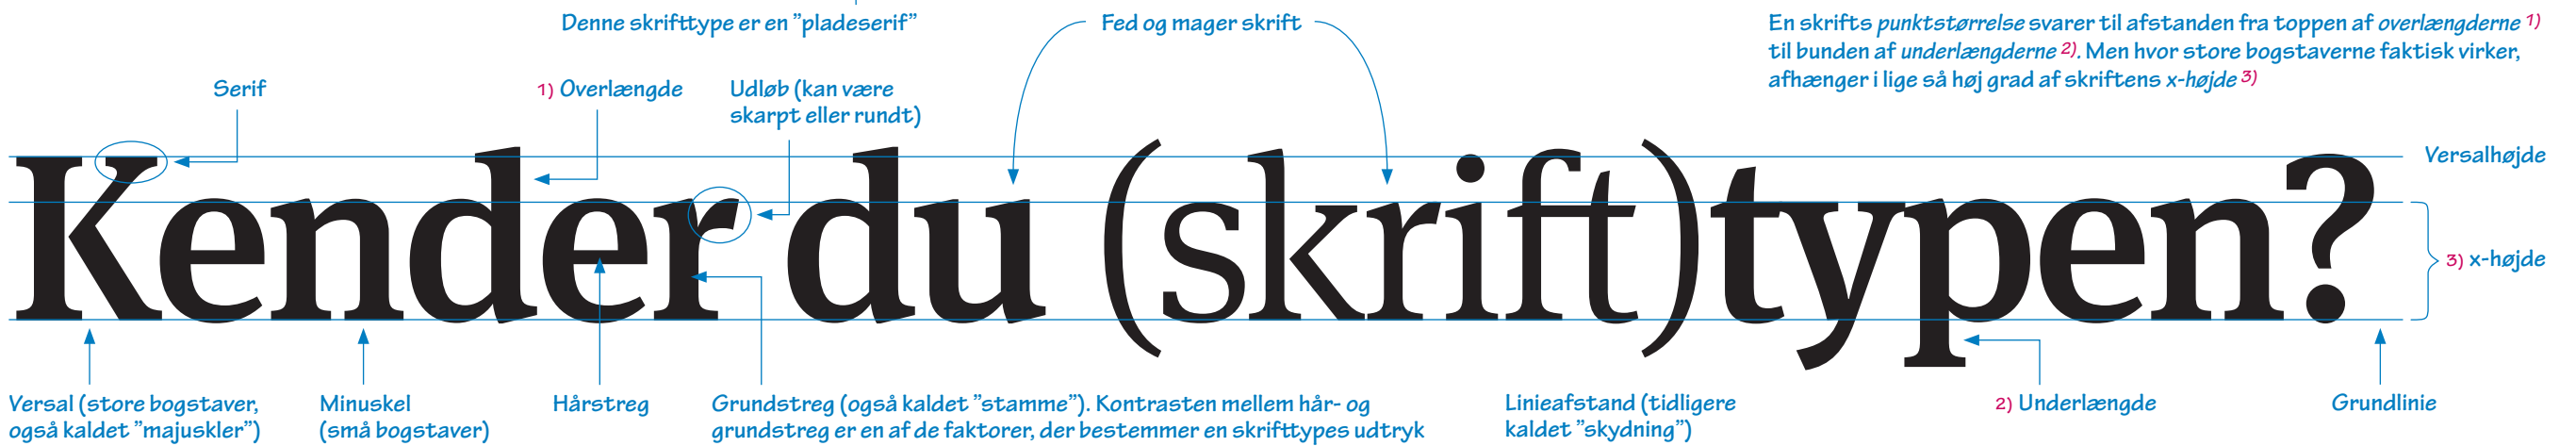 Denne skrifttype er en ”pladeserif”
Fed og mager skrift
En skrifts punktstørrelse svarer til afstanden fra toppen af overlængderne 1)
til bunden af underlængderne 2). Men hvor store bogstaverne faktisk virker,
afhænger i lige så høj grad af skriftens x-højde 3)
Serif
1) Overlængde
Udløb (kan være
skarpt eller rundt)
Versalhøjde
Kender du (skrift)typen?
3) x-højde
Versal (store bogstaver,
også kaldet ”majuskler”)
Minuskel
(små bogstaver)
Hårstreg
Grundstreg (også kaldet ”stamme”). Kontrasten mellem hår- og
grundstreg er en af de faktorer, der bestemmer en skrifttypes udtryk
Linieafstand (tidligere
kaldet ”skydning”)
2) Underlængde
Grundlinie